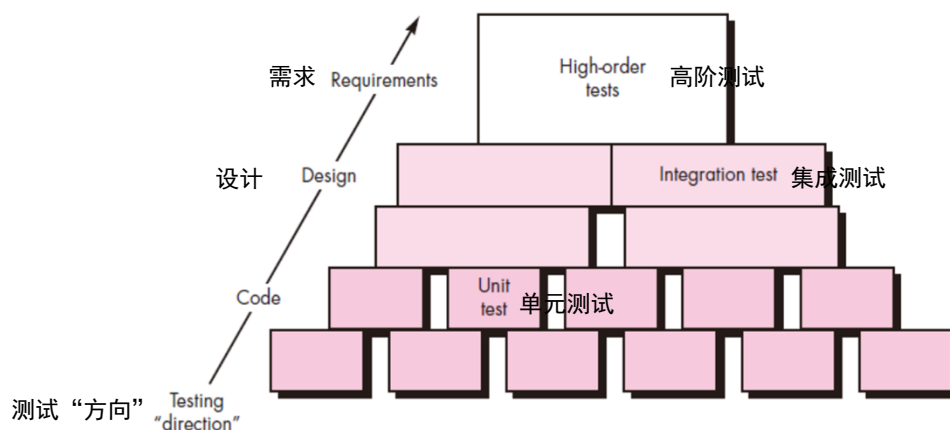 High-order
tests
高阶测试
需求
Requirements
设计
Design
Integration test
集成测试
Code
Unit
test
单元测试
测试“方向”
Testing
“direction”